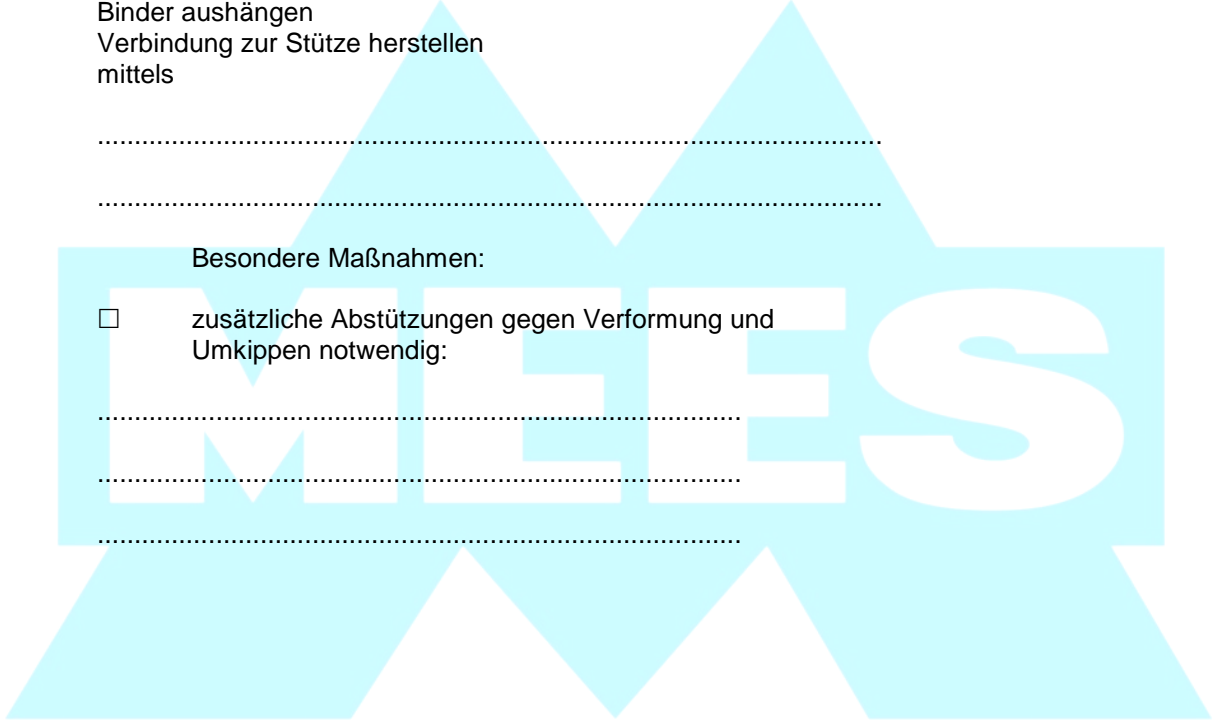 Binder aushängen
Verbindung zur Stütze herstellen
mittels
..........................................................................................................
..........................................................................................................
Besondere Maßnahmen:
☐ zusätzliche Abstützungen gegen Verformung und
Umkippen notwendig:
.......................................................................................
.......................................................................................
.......................................................................................
MEES